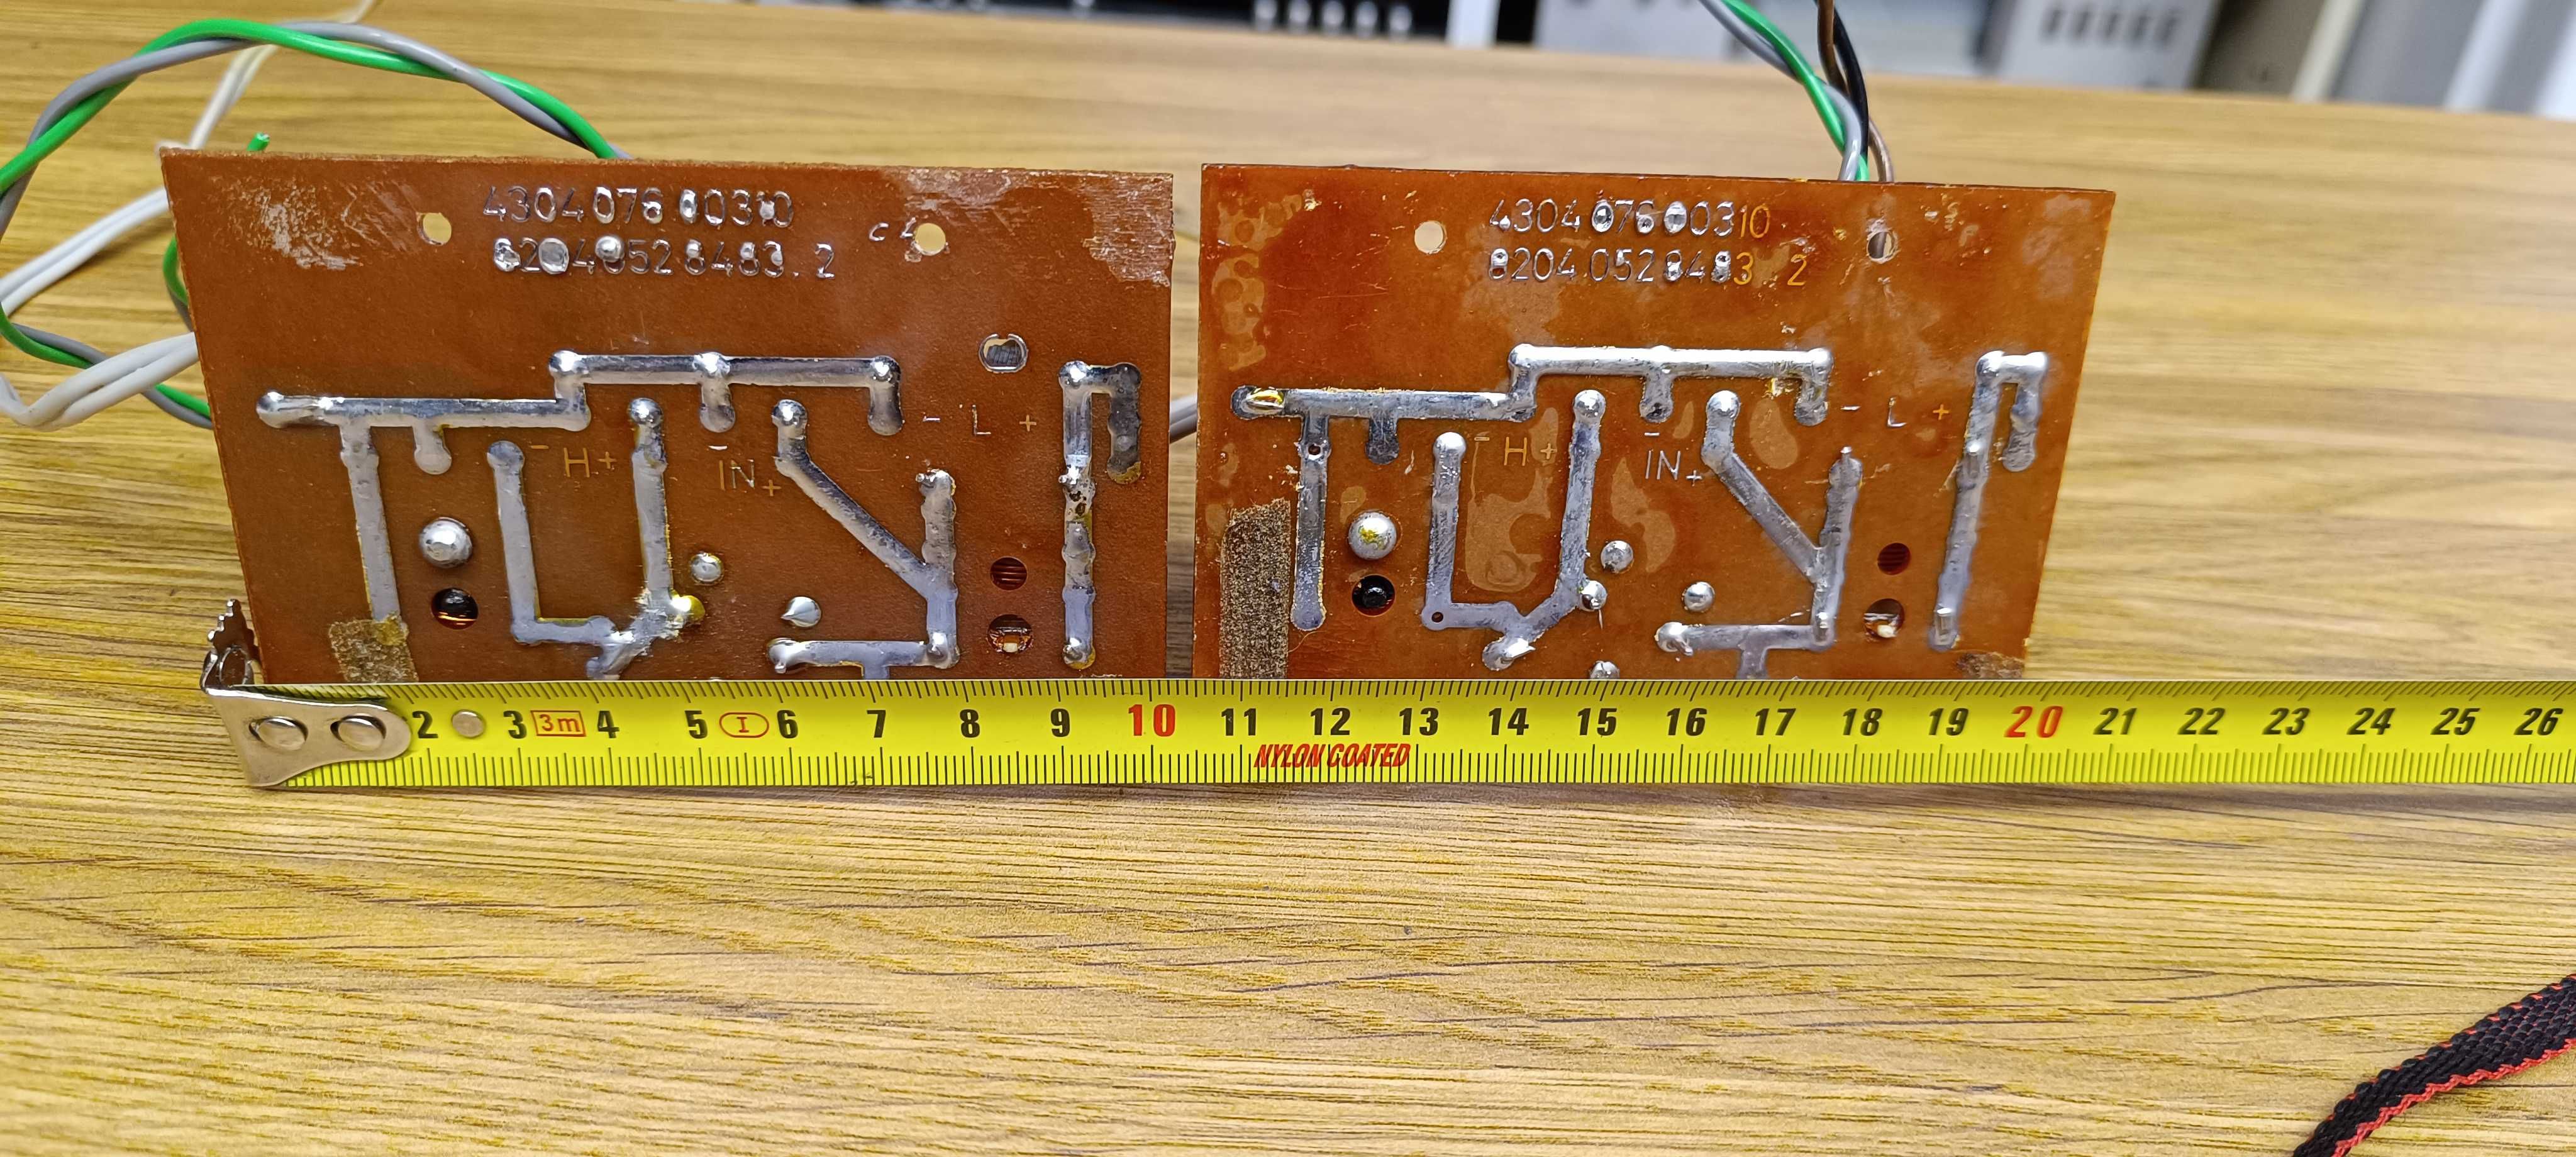 4304 076 00310
8204 052 8483.2
- L +
- H +
-
IN +
4304 076 00310
8204.052 8483.2
- L +
- H +
-
IN +
2 3 3m 4 5 I 6 7 8 9 10 11 12 13 14 15 16 17 18 19 20 21 22 23 24 25 26
NYLON COATED